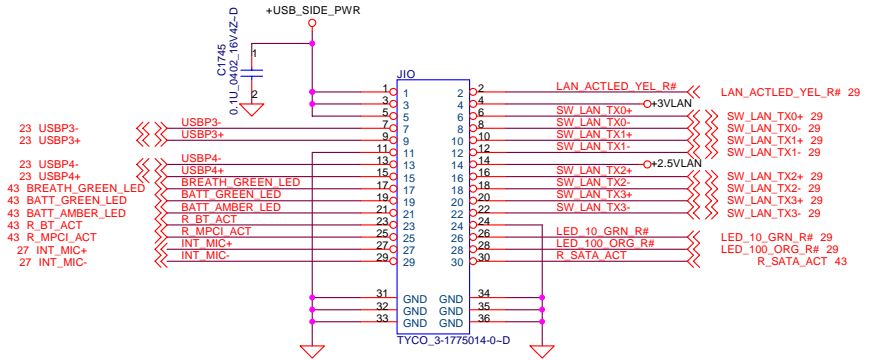 +USB_SIDE_PWR
C1745
0.1U_0402_16V4Z~D
1
2
JIO
1 1 2 2 LAN_ACTLED_YEL_R# LAN_ACTLED_YEL_R# 29
3 3 4 4 +3VLAN
5 5 6 6 SW_LAN_TX0+ SW_LAN_TX0+ 29
23 USBP3- USBP3- 7 7 8 8 SW_LAN_TX0- SW_LAN_TX0- 29
23 USBP3+ USBP3+ 9 9 10 10 SW_LAN_TX1+ SW_LAN_TX1+ 29
11 11 12 12 SW_LAN_TX1- SW_LAN_TX1- 29
23 USBP4- USBP4- 13 13 14 14 +2.5VLAN
23 USBP4+ USBP4+ 15 15 16 16 SW_LAN_TX2+ SW_LAN_TX2+ 29
43 BREATH_GREEN_LED BREATH_GREEN_LED 17 17 18 18 SW_LAN_TX2- SW_LAN_TX2- 29
43 BATT_GREEN_LED BATT_GREEN_LED 19 19 20 20 SW_LAN_TX3+ SW_LAN_TX3+ 29
43 BATT_AMBER_LED BATT_AMBER_LED 21 21 22 22 SW_LAN_TX3- SW_LAN_TX3- 29
43 R_BT_ACT R_BT_ACT 23 23 24 24
43 R_MPCI_ACT R_MPCI_ACT 25 25 26 26 LED_10_GRN_R# LED_10_GRN_R# 29
27 INT_MIC+ INT_MIC+ 27 27 28 28 LED_100_ORG_R# LED_100_ORG_R# 29
27 INT_MIC- INT_MIC- 29 29 30 30 R_SATA_ACT R_SATA_ACT 43
31 GND GND 34
32 GND GND 35
33 GND GND 36
TYCO_3-1775014-0~D